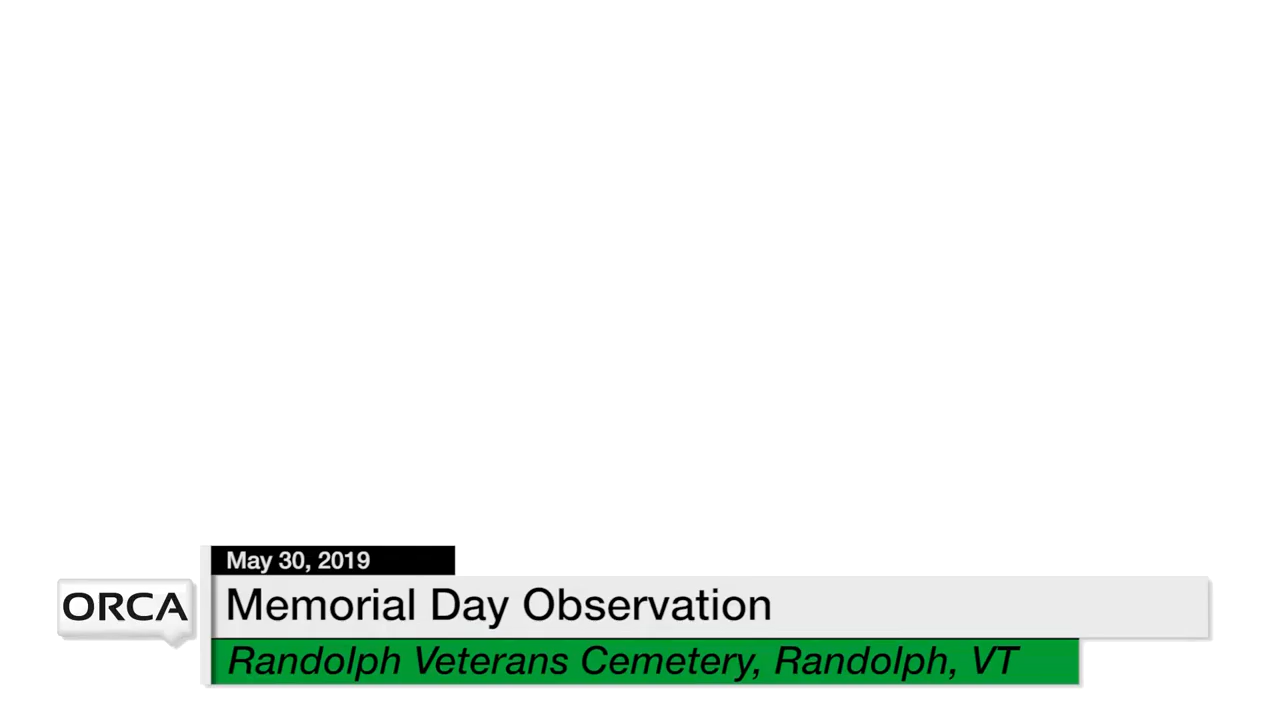 May 30, 2019
ORCA
Memorial Day Observation
Randolph Veterans Cemetery, Randolph, VT